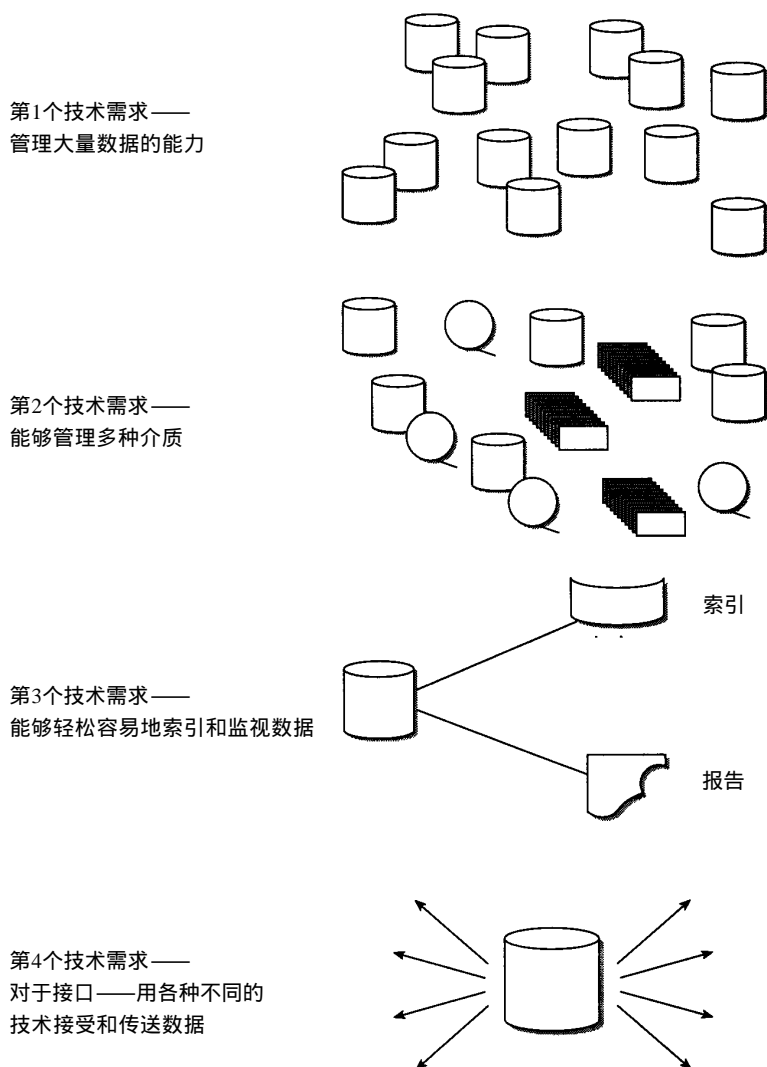 第1个技术需求——
管理大量数据的能力
第2个技术需求——
能够管理多种介质
索引
第3个技术需求——
能够轻松容易地索引和监视数据
报告
第4个技术需求——
对于接口——用各种不同的
技术接受和传送数据